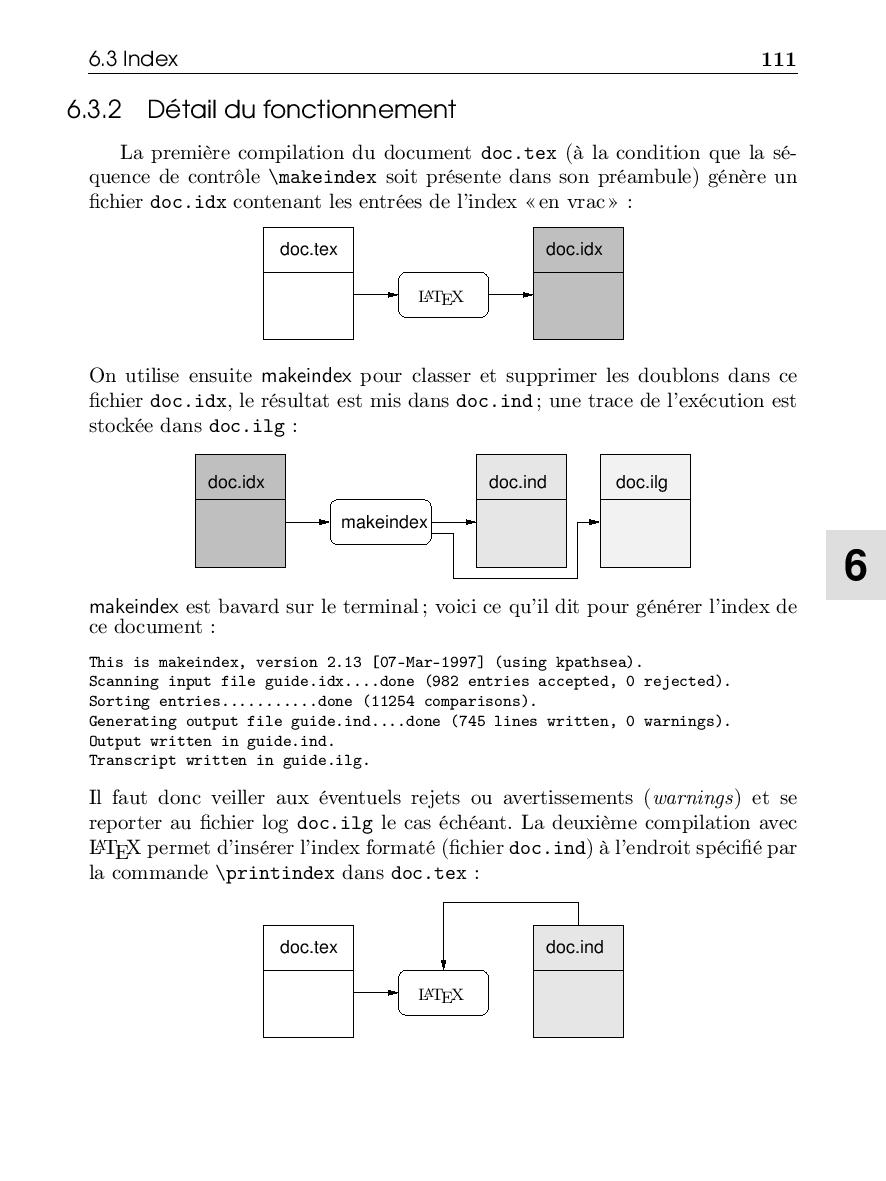 6.3 Index 111
6.3.2 Détail du fonctionnement
La première compilation du document doc.tex (à la condition que la sé-
quence de contrôle \makeindex soit présente dans son préambule) génère un
fichier doc.idx contenant les entrées de l'index « en vrac » :
doc.tex
LATEX
doc.idx
On utilise ensuite makeindex pour classer et supprimer les doublons dans ce
fichier doc.idx, le résultat est mis dans doc.ind ; une trace de l'exécution est
stockée dans doc.ilg :
doc.idx
makeindex
doc.ind
doc.ilg
6
makeindex est bavard sur le terminal ; voici ce qu'il dit pour générer l'index de
ce document :
This is makeindex, version 2.13 [07-Mar-1997] (using kpathsea).
Scanning input file guide.idx....done (982 entries accepted, 0 rejected).
Sorting entries...........done (11254 comparisons).
Generating output file guide.ind....done (745 lines written, 0 warnings).
Output written in guide.ind.
Transcript written in guide.ilg.
Il faut donc veiller aux éventuels rejets ou avertissements (warnings) et se
reporter au fichier log doc.ilg le cas échéant. La deuxième compilation avec
LATEX permet d'insérer l'index formaté (fichier doc.ind) à l'endroit spécifié par
la commande \printindex dans doc.tex :
doc.tex
LATEX
doc.ind